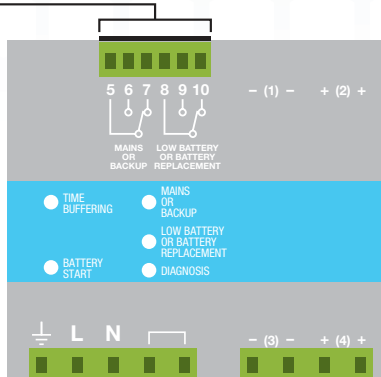 5 6 7 8 9 10
MAINS
OR
BACKUP
LOW BATTERY
OR BATTERY
REPLACEMENT
− (1) −
+ (2) +
TIME
BUFFERING
MAINS
OR
BACKUP
LOW BATTERY
OR BATTERY
REPLACEMENT
BATTERY
START
DIAGNOSIS
L N
− (3) −
+ (4) +